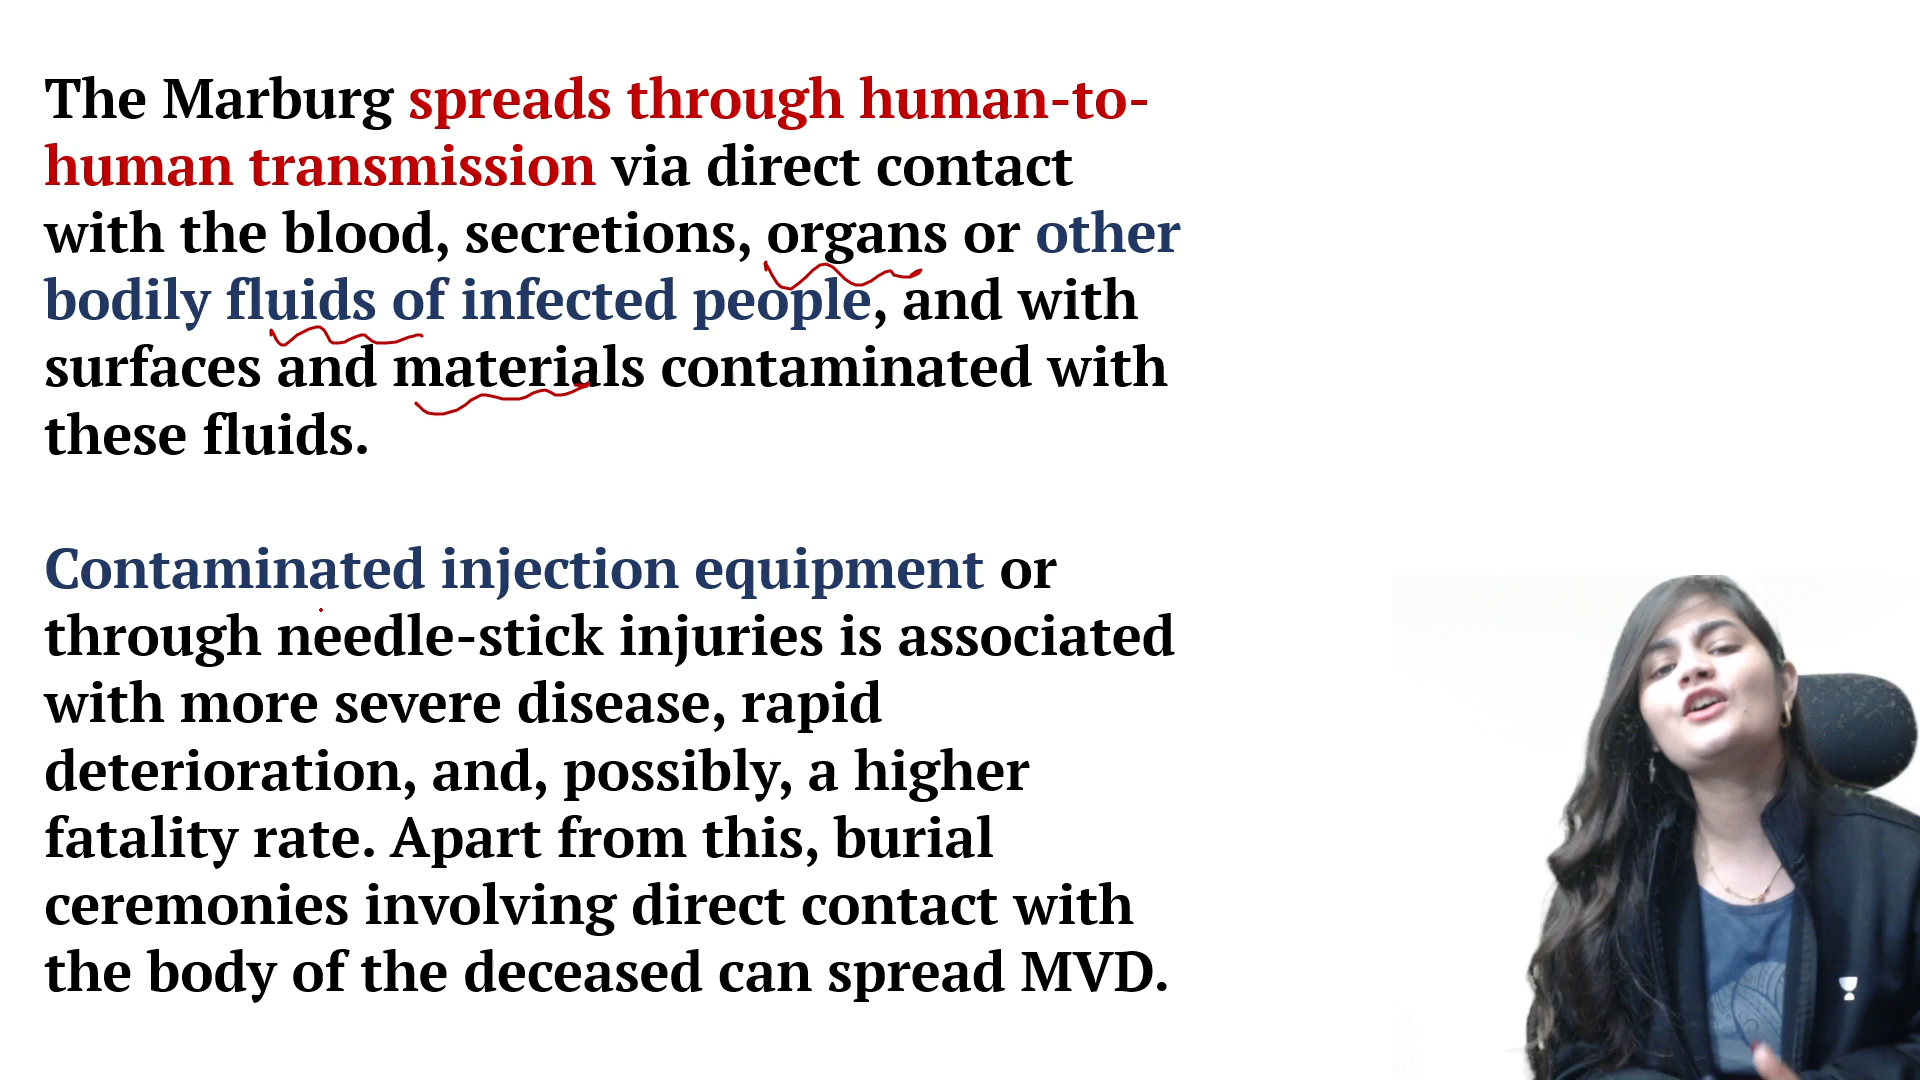 The Marburg spreads through human-to-
human transmission via direct contact
with the blood, secretions, organs or other
bodily fluids of infected people, and with
surfaces and materials contaminated with
these fluids.
Contaminated injection equipment or
through needle-stick injuries is associated
with more severe disease, rapid
deterioration, and, possibly, a higher
fatality rate. Apart from this, burial
ceremonies involving direct contact with
the body of the deceased can spread MVD.